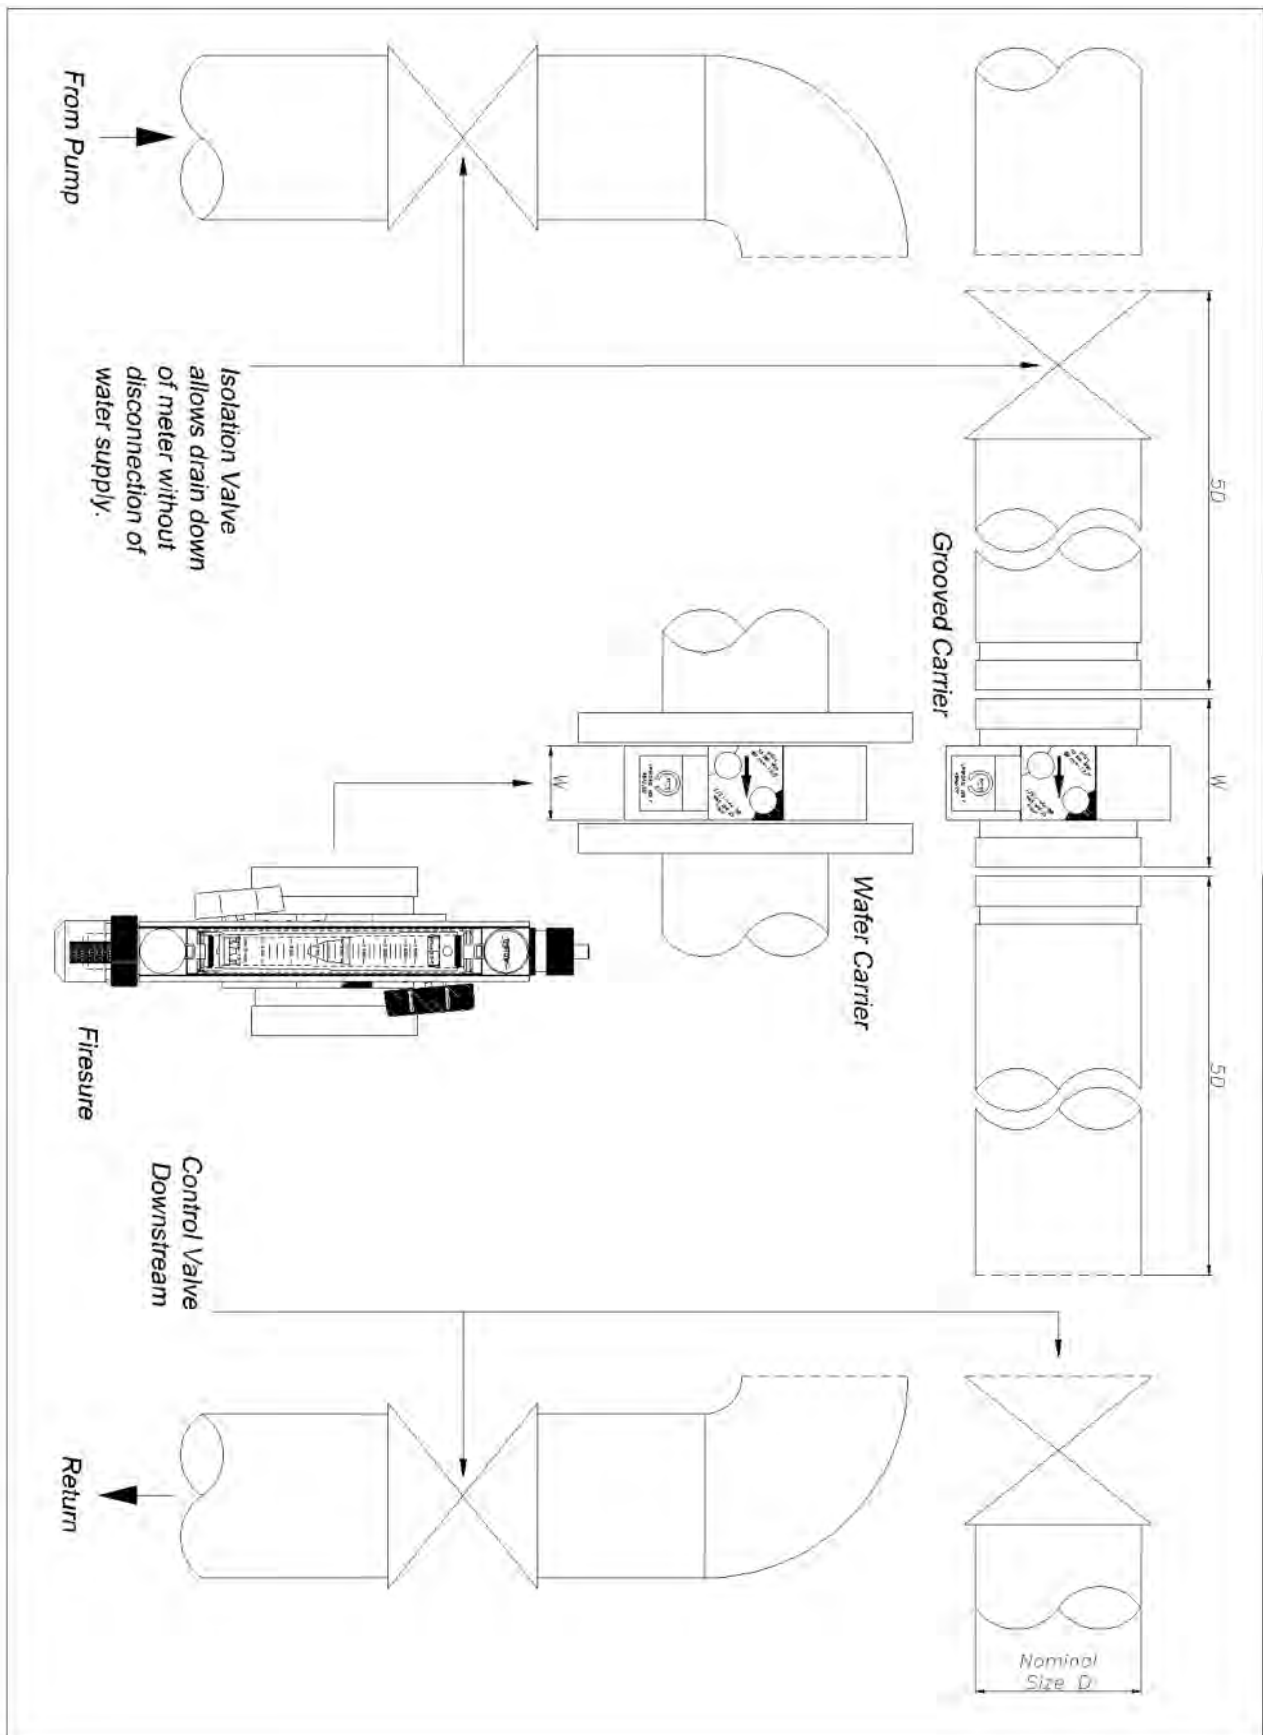 5D
W
5D
Nominal
Size D
Grooved Carrier
Wafer Carrier
W
From Pump
Isolation Valve
allows drain down
of meter without
disconnection of
water supply.
Firesure
Control Valve
Downstream
Return